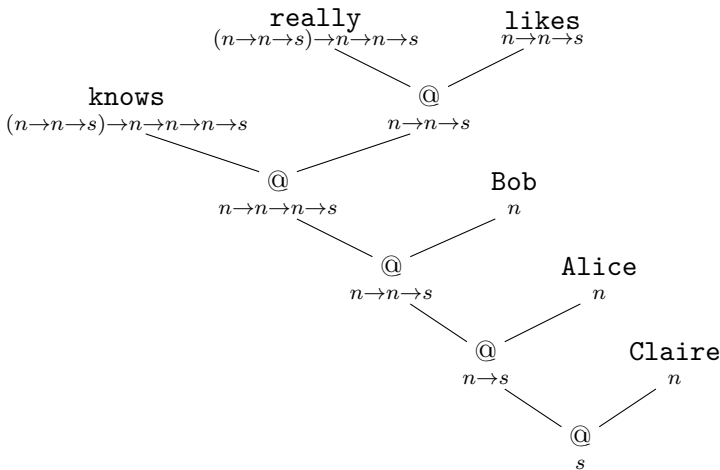 really likes
(n→n→s)→n→n→s n→n→s
knows @
(n→n→s)→n→n→n→s n→n→s
@ Bob
n→n→n→s n
@ Alice
n→n→s n
@ Claire
n→s n
@
s